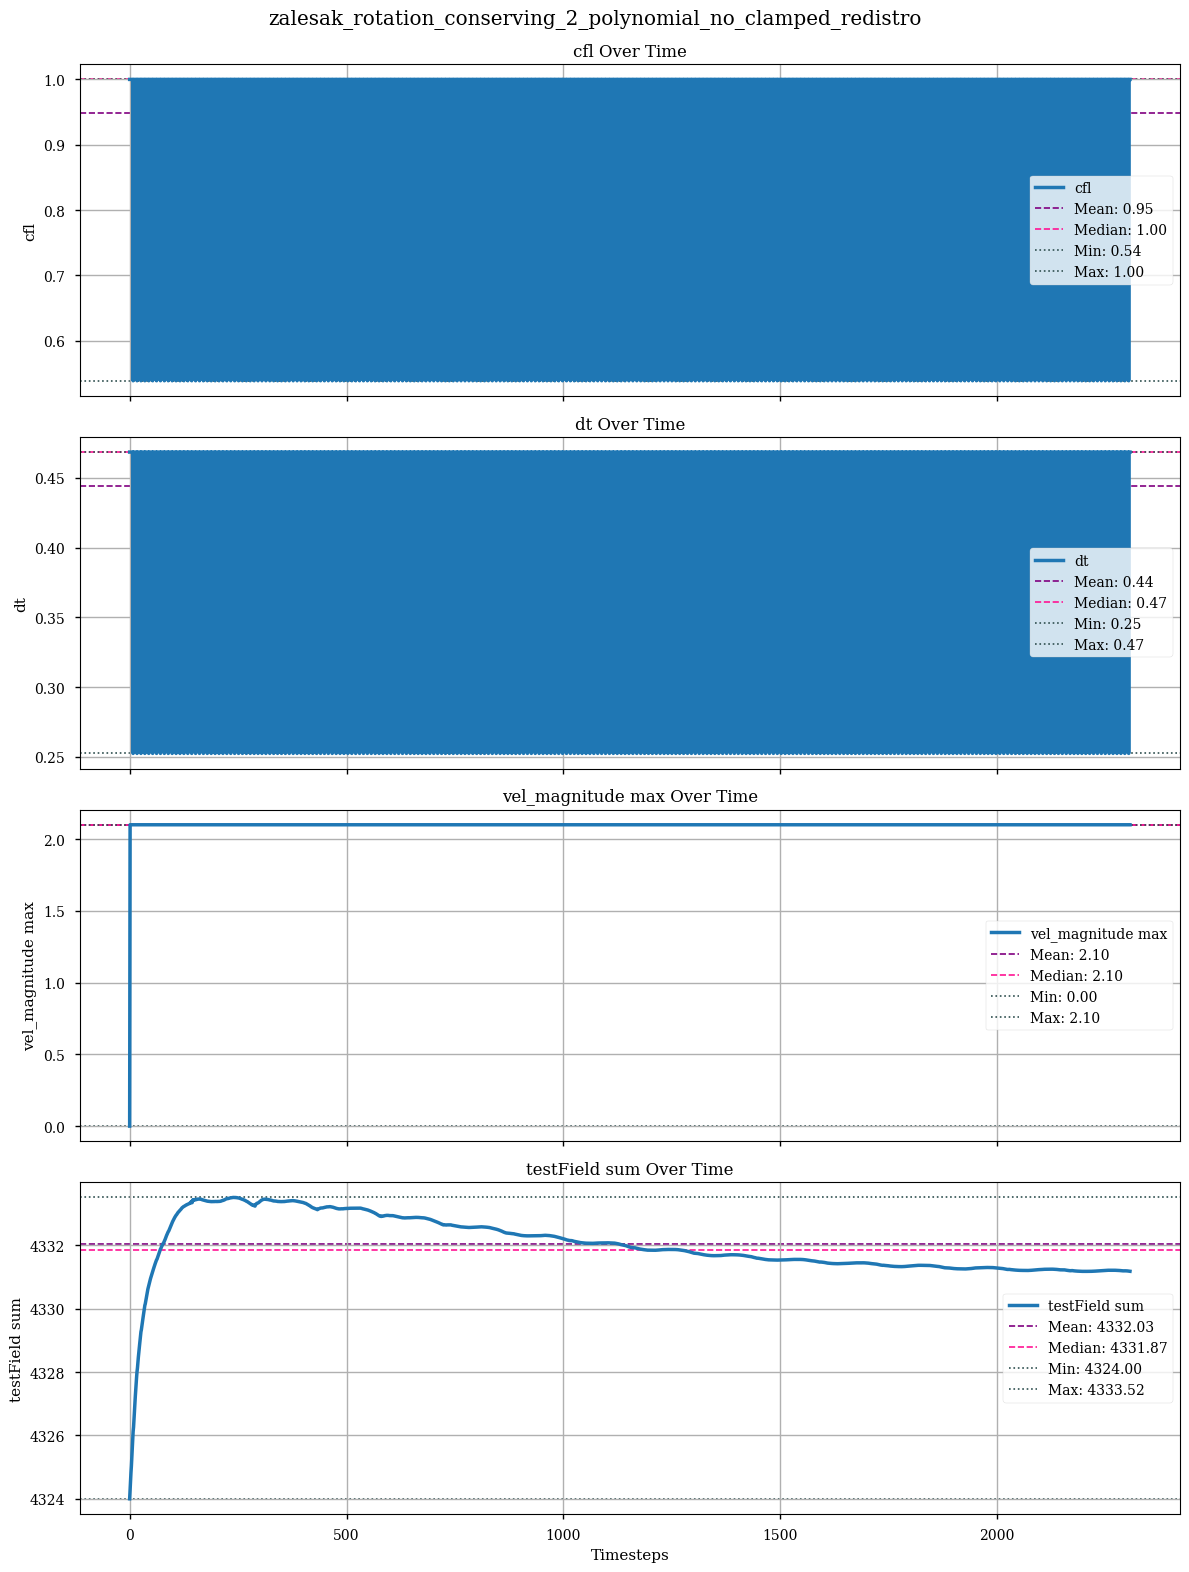 zalesak_rotation_conserving_2_polynomial_no_clamped_redistro
cfl Over Time
1.0
0.9
0.8
0.7
0.6
cfl
cfl
Mean: 0.95
Median: 1.00
Min: 0.54
Max: 1.00
dt Over Time
0.45
0.40
0.35
0.30
0.25
dt
dt
Mean: 0.44
Median: 0.47
Min: 0.25
Max: 0.47
vel_magnitude max Over Time
2.0
1.5
1.0
0.5
0.0
vel_magnitude max
vel_magnitude max
Mean: 2.10
Median: 2.10
Min: 0.00
Max: 2.10
testField sum Over Time
4332
4330
4328
4326
4324
testField sum
testField sum
Mean: 4332.03
Median: 4331.87
Min: 4324.00
Max: 4333.52
0
500
1000
1500
2000
Timesteps